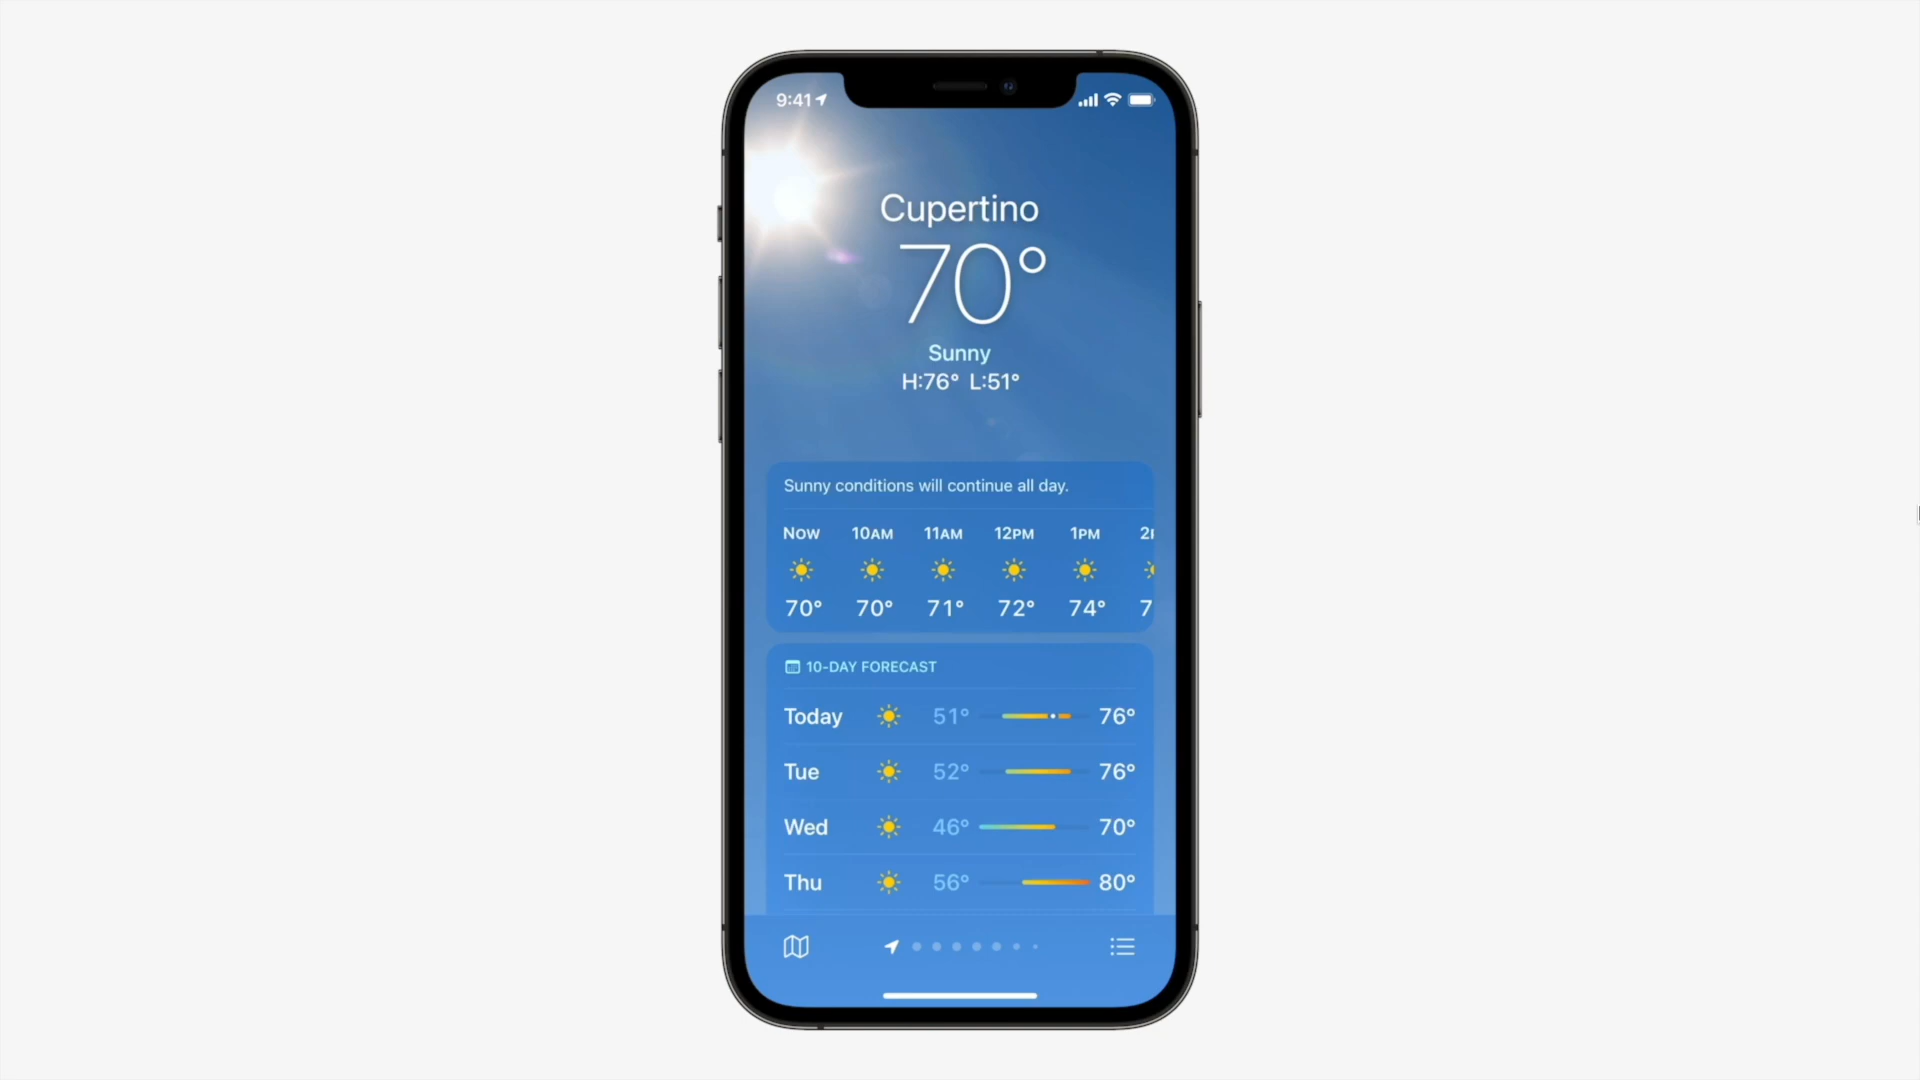 9:41
Cupertino
70°
Sunny
H:76° L:51°
Sunny conditions will continue all day.
Now 10AM 11AM 12PM 1PM
70° 70° 71° 72° 74°
10-DAY FORECAST
Today 51° 76°
Tue 52° 76°
Wed 46° 70°
Thu 56° 80°